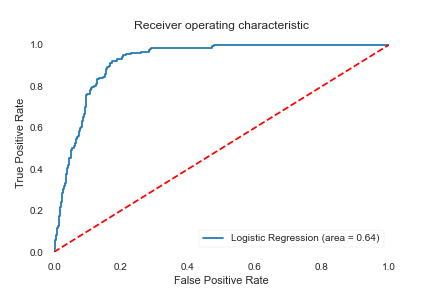 Receiver operating characteristic
1.0
0.8
0.6
0.4
0.2
0.0
True Positive Rate
Logistic Regression (area = 0.64)
0.0 0.2 0.4 0.6 0.8 1.0
False Positive Rate